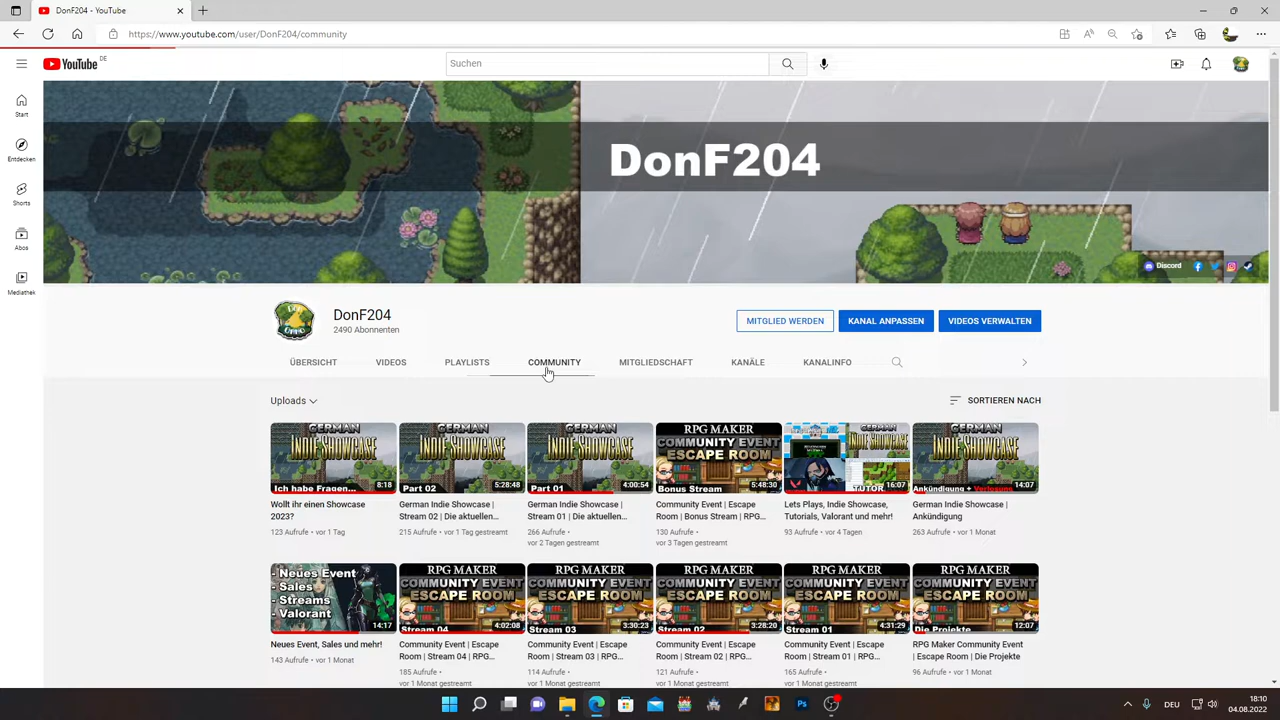 DonF204 - YouTube
https://www.youtube.com/user/DonF204/community
YouTube DE
Suchen
Start
Entdecken
Shorts
Abos
Mediathek
DonF204
Discord
DonF204
2490 Abonnenten
MITGLIED WERDEN
KANAL ANPASSEN
VIDEOS VERWALTEN
ÜBERSICHT
VIDEOS
PLAYLISTS
COMMUNITY
MITGLIEDSCHAFT
KANÄLE
KANALINFO
Uploads
SORTIEREN NACH
GERMAN
INDIE SHOWCASE
Ich habe Fragen...
8:18
GERMAN
INDIE SHOWCASE
Part 02
5:28:48
GERMAN
INDIE SHOWCASE
Part 01
4:00:54
RPG MAKER
COMMUNITY EVENT
ESCAPE ROOM
Bonus Stream
5:48:30
GERMAN
INDIE SHOWCASE
TUTOR
16:07
GERMAN
INDIE SHOWCASE
Ankündigung + Verlosung
14:07
Wollt ihr einen Showcase
2023?
123 Aufrufe • vor 1 Tag
German Indie Showcase |
Stream 02 | Die aktuellen...
215 Aufrufe • vor 1 Tag gestreamt
German Indie Showcase |
Stream 01 | Die aktuellen...
266 Aufrufe •
vor 2 Tagen gestreamt
Community Event | Escape
Room | Bonus Stream | RPG...
130 Aufrufe •
vor 3 Tagen gestreamt
Lets Plays, Indie Showcase,
Tutorials, Valorant und mehr!
93 Aufrufe • vor 4 Tagen
German Indie Showcase |
Ankündigung
263 Aufrufe • vor 1 Monat
- Neues Event
- Sales
- Streams
- Valorant
14:17
RPG MAKER
COMMUNITY EVENT
ESCAPE ROOM
Stream 04
4:02:08
RPG MAKER
COMMUNITY EVENT
ESCAPE ROOM
Stream 03
3:30:23
RPG MAKER
COMMUNITY EVENT
ESCAPE ROOM
Stream 02
3:28:20
RPG MAKER
COMMUNITY EVENT
ESCAPE ROOM
Stream 01
4:31:29
RPG MAKER
COMMUNITY EVENT
ESCAPE ROOM
Die Projekte
12:07
Neues Event, Sales und mehr!
143 Aufrufe • vor 1 Monat
Community Event | Escape
Room | Stream 04 | RPG...
185 Aufrufe •
vor 1 Monat gestreamt
Community Event | Escape
Room | Stream 03 | RPG...
114 Aufrufe •
vor 1 Monat gestreamt
Community Event | Escape
Room | Stream 02 | RPG...
121 Aufrufe •
vor 1 Monat gestreamt
Community Event | Escape
Room | Stream 01 | RPG...
165 Aufrufe •
vor 1 Monat gestreamt
RPG Maker Community Event
| Escape Room | Die Projekte
96 Aufrufe • vor 1 Monat
DEU
18:10
04.08.2022